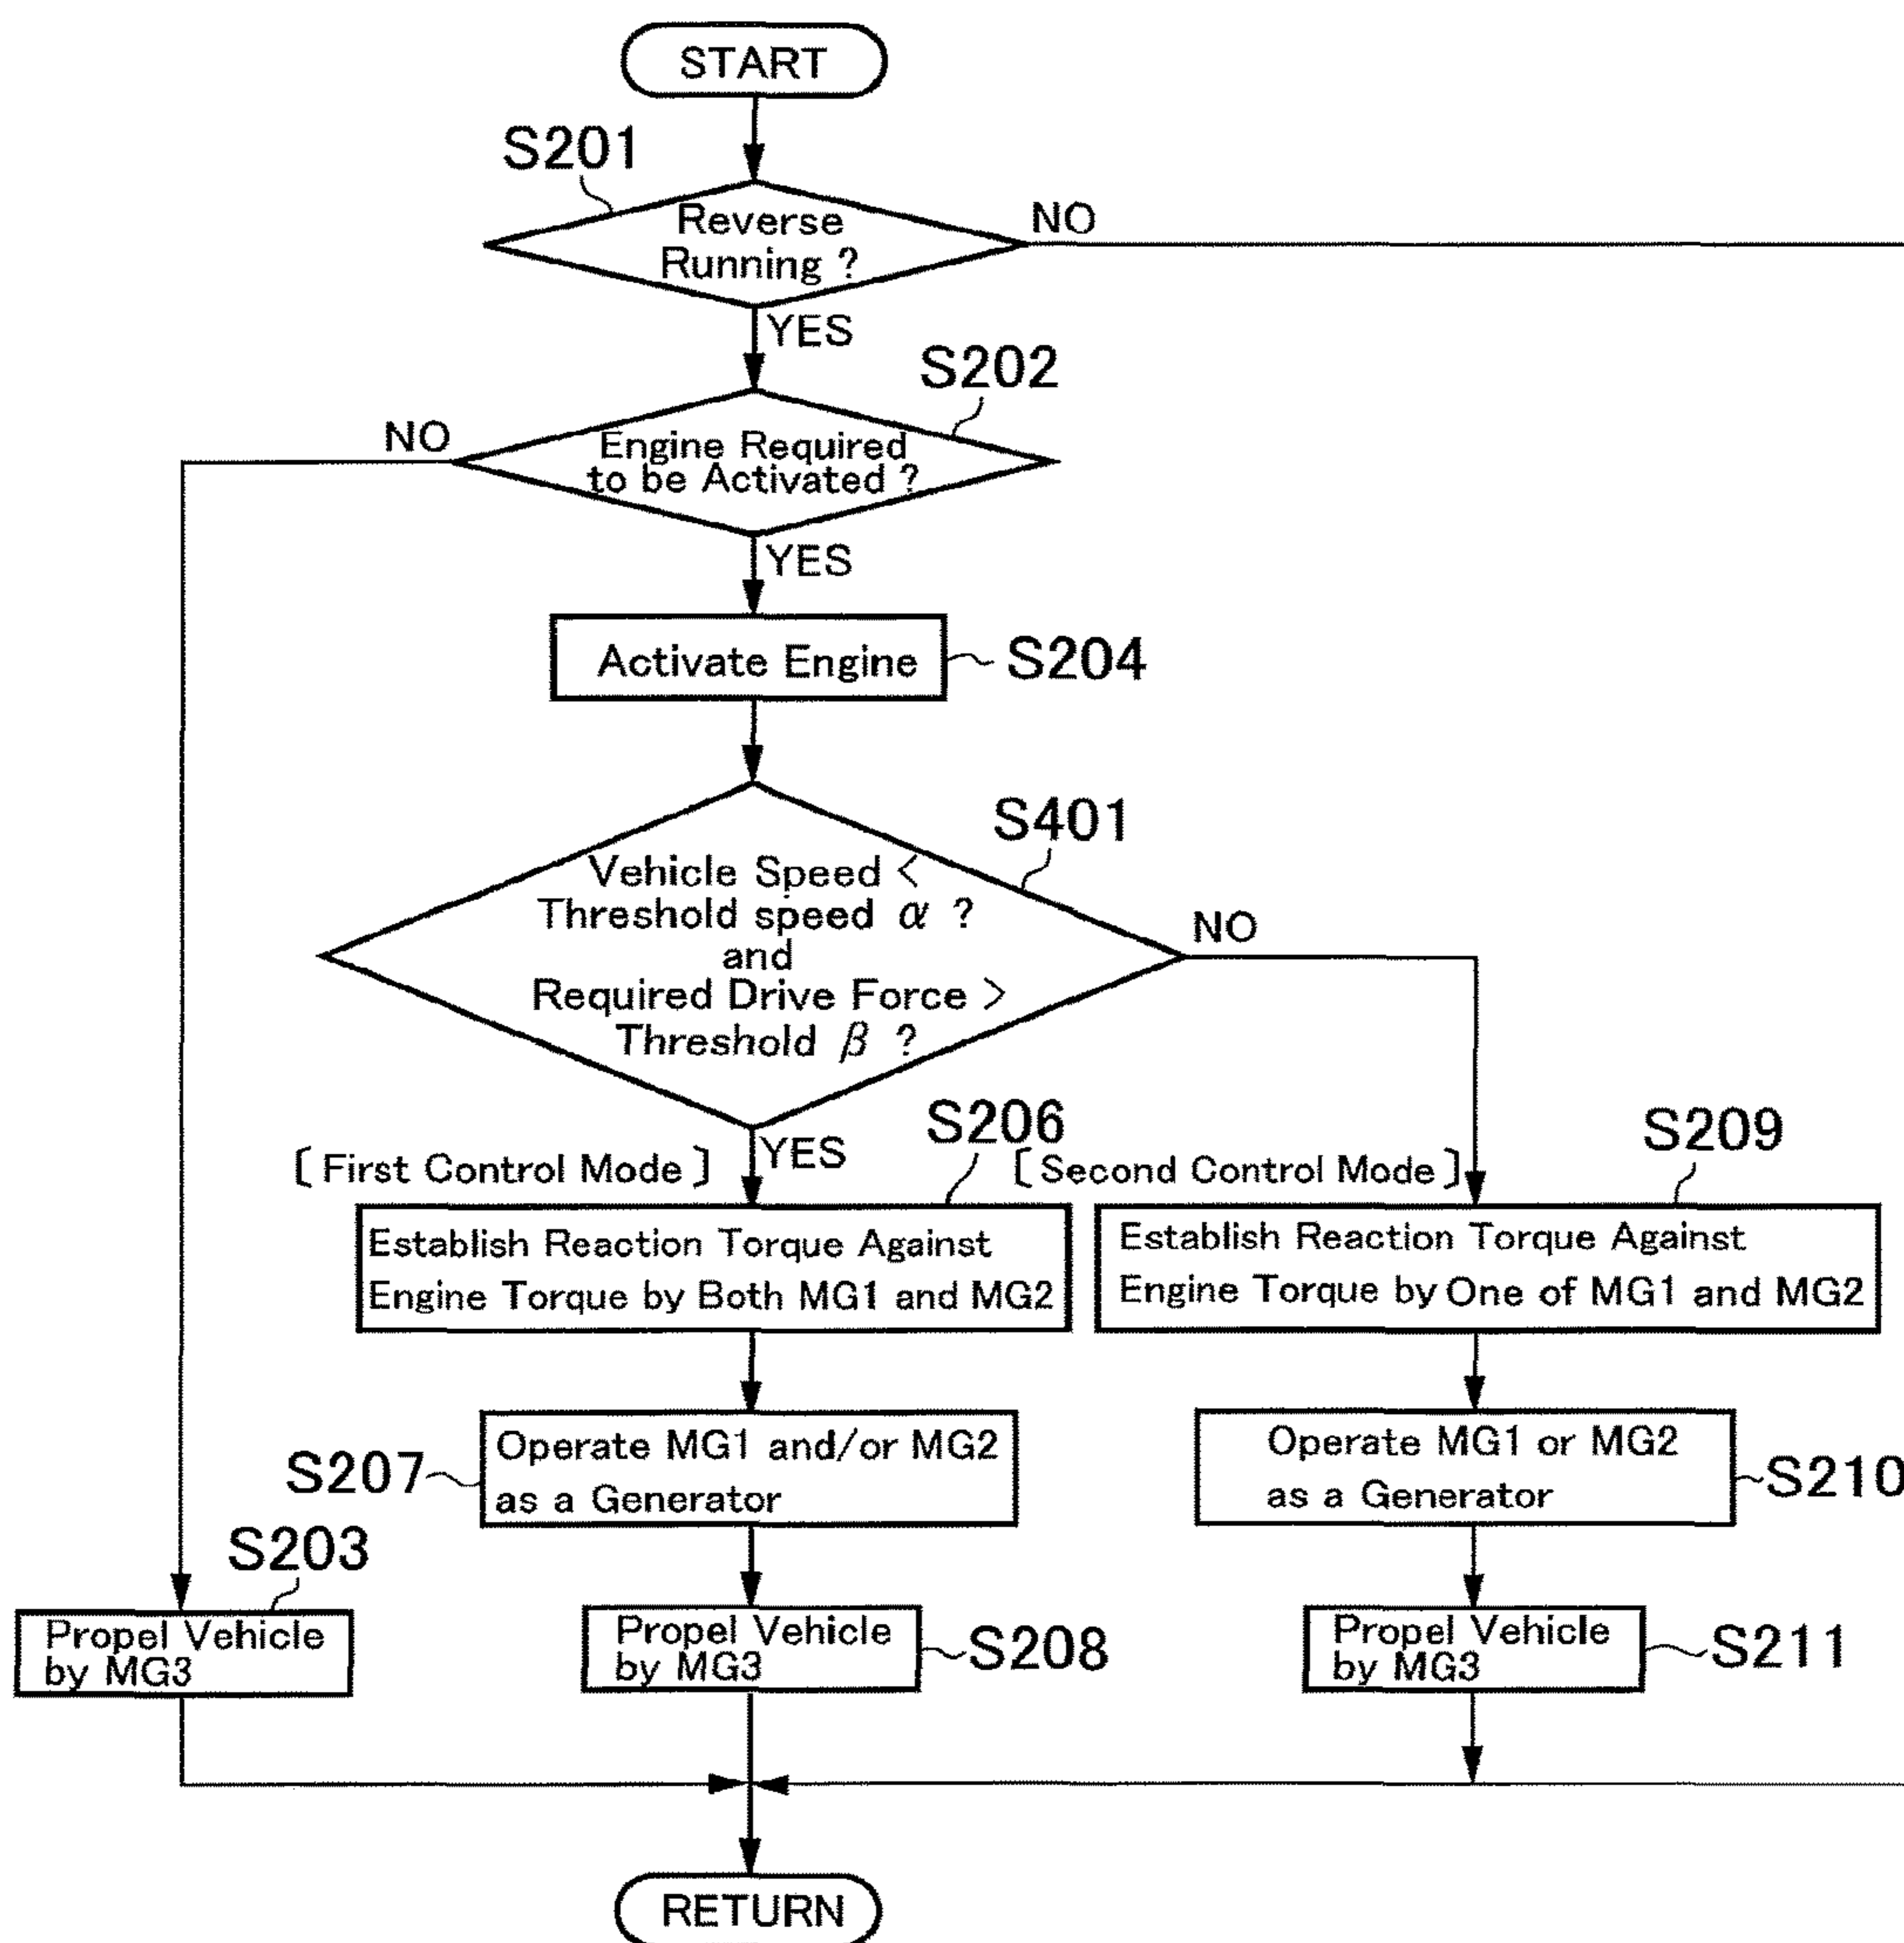 START
S201
Reverse
Running ?
NO
YES
S202
NO
Engine Required
to be Activated ?
YES
Activate Engine
S204
S401
Vehicle Speed <
Threshold speed α ?
and
Required Drive Force >
Threshold β ?
NO
YES
[ First Control Mode ]
S206
[ Second Control Mode ]
S209
Establish Reaction Torque Against
Engine Torque by Both MG1 and MG2
Establish Reaction Torque Against
Engine Torque by One of MG1 and MG2
S207
Operate MG1 and/or MG2
as a Generator
Operate MG1 or MG2
as a Generator
S210
S203
Propel Vehicle
by MG3
Propel Vehicle
by MG3
S208
Propel Vehicle
by MG3
S211
RETURN